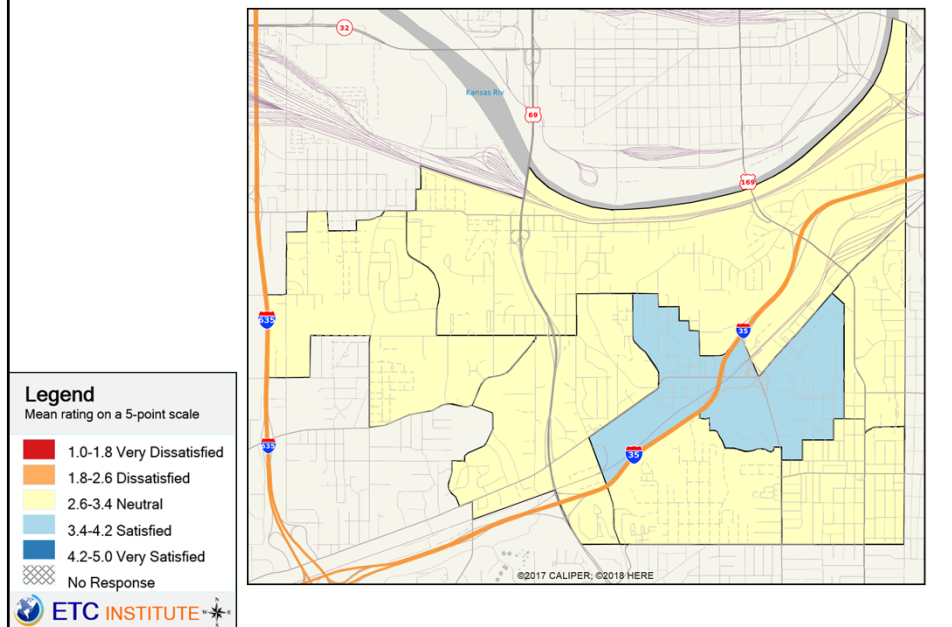 32
Kansas Riv
69
169
635
35
Legend
Mean rating on a 5-point scale
1.0-1.8 Very Dissatisfied
1.8-2.6 Dissatisfied
635
35
2.6-3.4 Neutral
3.4-4.2 Satisfied
4.2-5.0 Very Satisfied
No Response
©2017 CALIPER; ©2018 HERE
ETC INSTITUTE